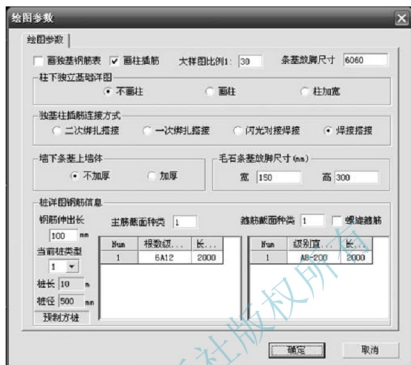 绘图参数
绘图参数
画独基钢筋表 画柱插筋 大样图比例1: 30 条基放脚尺寸 6060
柱下独立基础详图
不画柱 画柱 柱加宽
独基柱插筋连接方式
二次绑扎搭接 一次绑扎搭接 闪光对接焊接 焊接搭接
墙下条基上墙体
不加厚 加厚
毛石条基放脚尺寸(mm)
宽 150 高 300
桩详图钢筋信息
钢筋伸出长
100 mm
当前桩类型
1
桩长 10 m
桩径 500 mm
预制方桩
主筋截面种类 1
Num 根数级... 长...
1 6A12 2000
箍筋截面种类 1 螺旋箍筋
Num 级别直... 长...
1 A8-200 2000
确定 取消
社版权所有